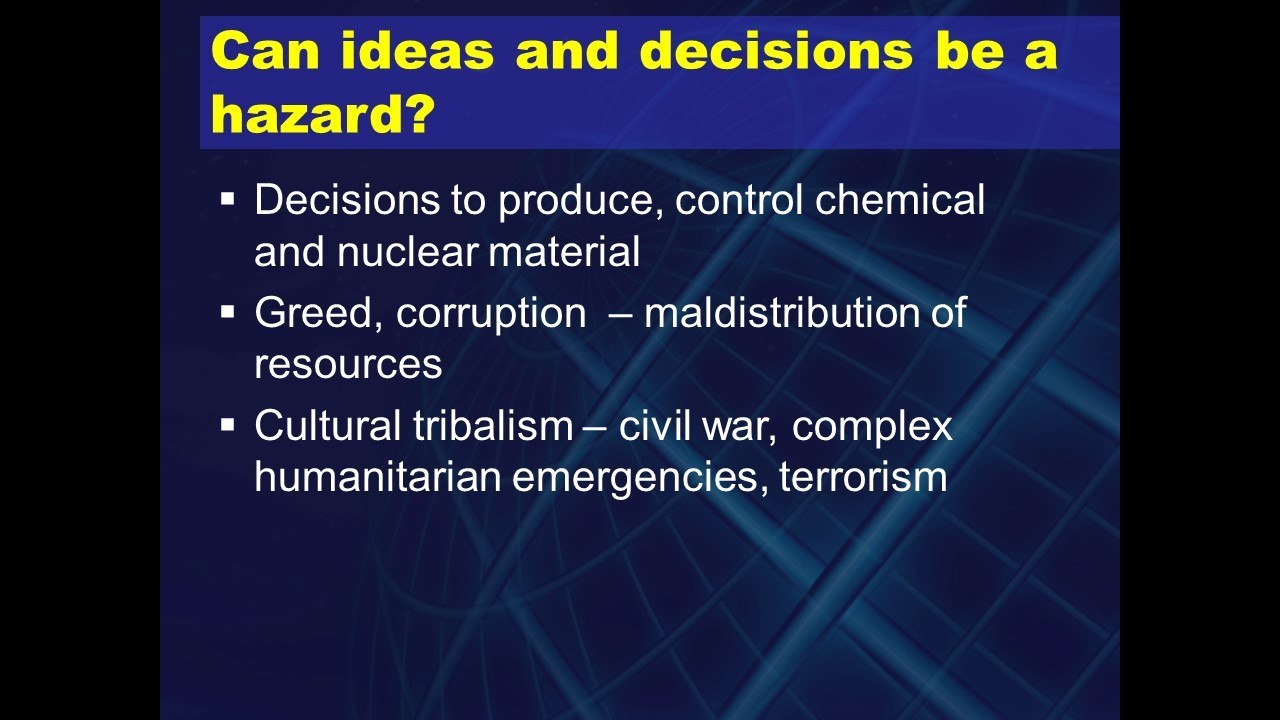 Can ideas and decisions be a
hazard?
▪ Decisions to produce, control chemical
and nuclear material
▪ Greed, corruption – maldistribution of
resources
▪ Cultural tribalism – civil war, complex
humanitarian emergencies, terrorism